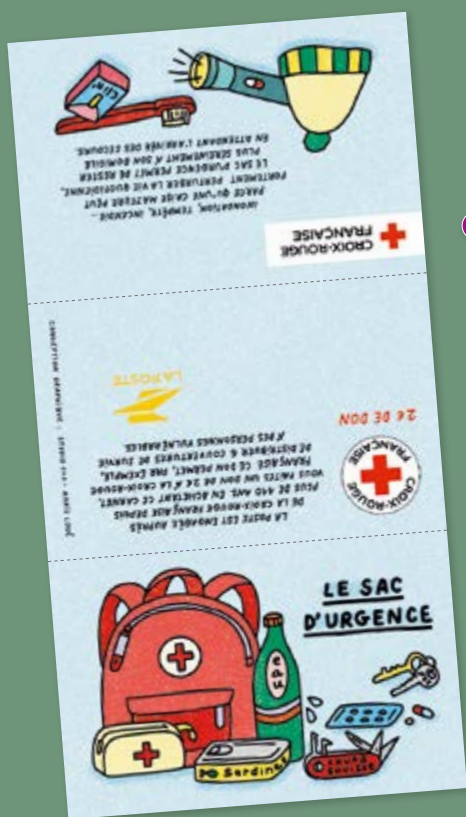 CROIX-ROUGE
FRANÇAISE
INONDATION, TEMPÊTE, INCENDIE...
PARCE QU'UNE CRISE MAJEURE PEUT
FORTEMENT PERTURBER LA VIE QUOTIDIENNE,
LE SAC D'URGENCE PERMET DE RESTER
PLUS SEREINEMENT À SON DOMICILE
EN ATTENDANT L'ARRIVÉE DES SECOURS.
LA POSTE EST ENGAGÉE AUPRÈS
DE LA CROIX-ROUGE FRANÇAISE DEPUIS
PLUS DE 110 ANS. EN ACHETANT CE CARNET,
VOUS FAITES UN DON DE 2€ À LA CROIX-ROUGE
FRANÇAISE. CE DON PERMET, PAR EXEMPLE,
DE DISTRIBUER 6 COUVERTURES DE SURVIE
À DES PERSONNES VULNÉRABLES.
CROIX-ROUGE FRANÇAISE
2€ DE DON
LA POSTE
CONCEPTION GRAPHIQUE : STUDIO
LE SAC
D'URGENCE
eau
Sardines
SUISSE